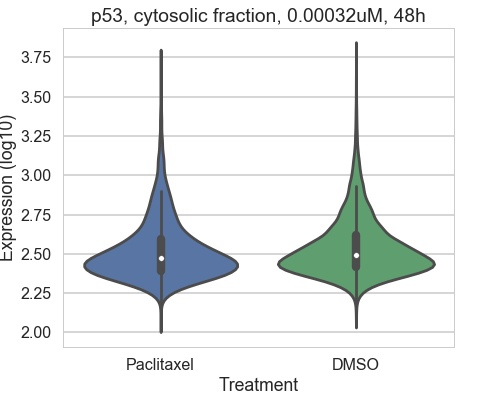 p53, cytosolic fraction, 0.00032uM, 48h
Expression (log10)
3.75
3.50
3.25
3.00
2.75
2.50
2.25
2.00
Paclitaxel DMSO
Treatment